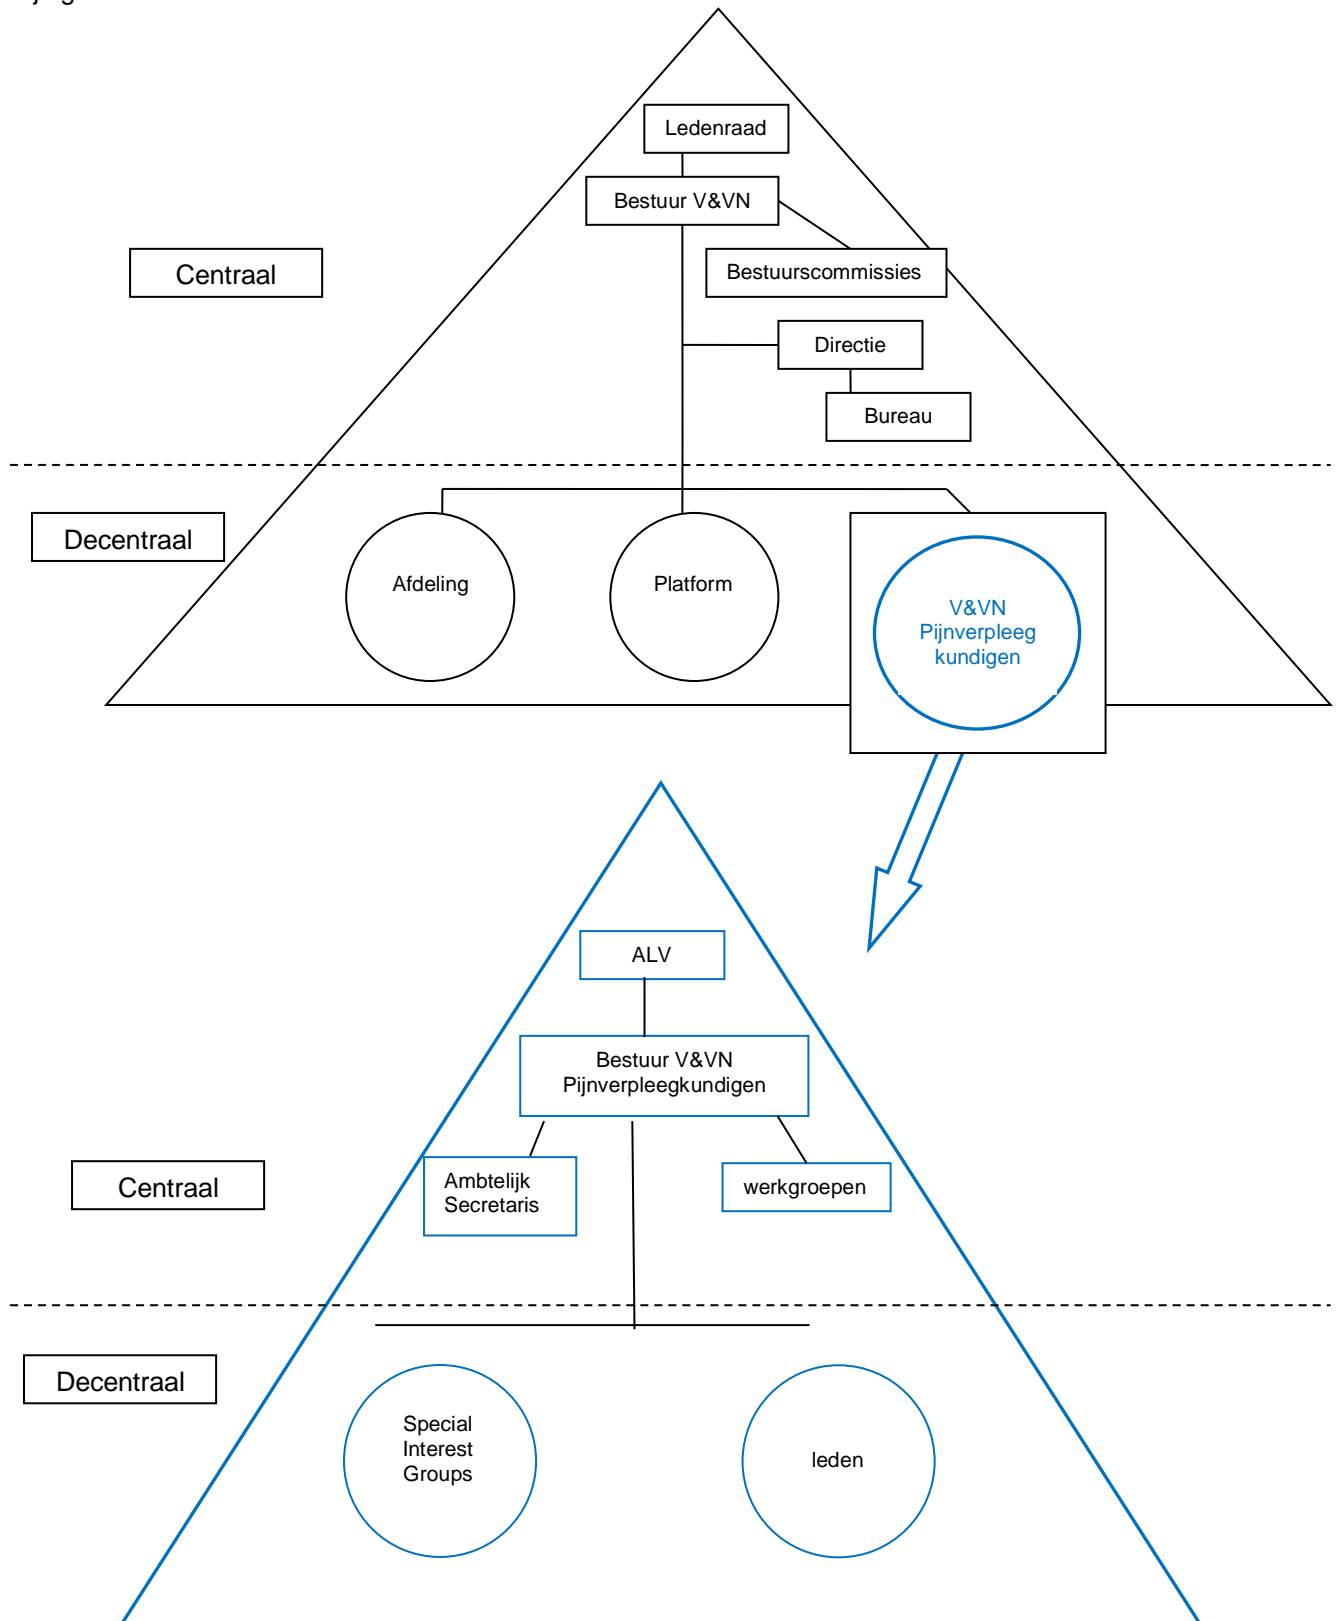 Ledenraad
Bestuur V&VN
Centraal
Bestuurscommissies
Directie
Bureau
Decentraal
Afdeling
Platform
V&VN
Pijnverpleeg
kundigen
ALV
Bestuur V&VN
Pijnverpleegkundigen
Centraal
Ambtelijk
Secretaris
werkgroepen
Decentraal
Special
Interest
Groups
leden